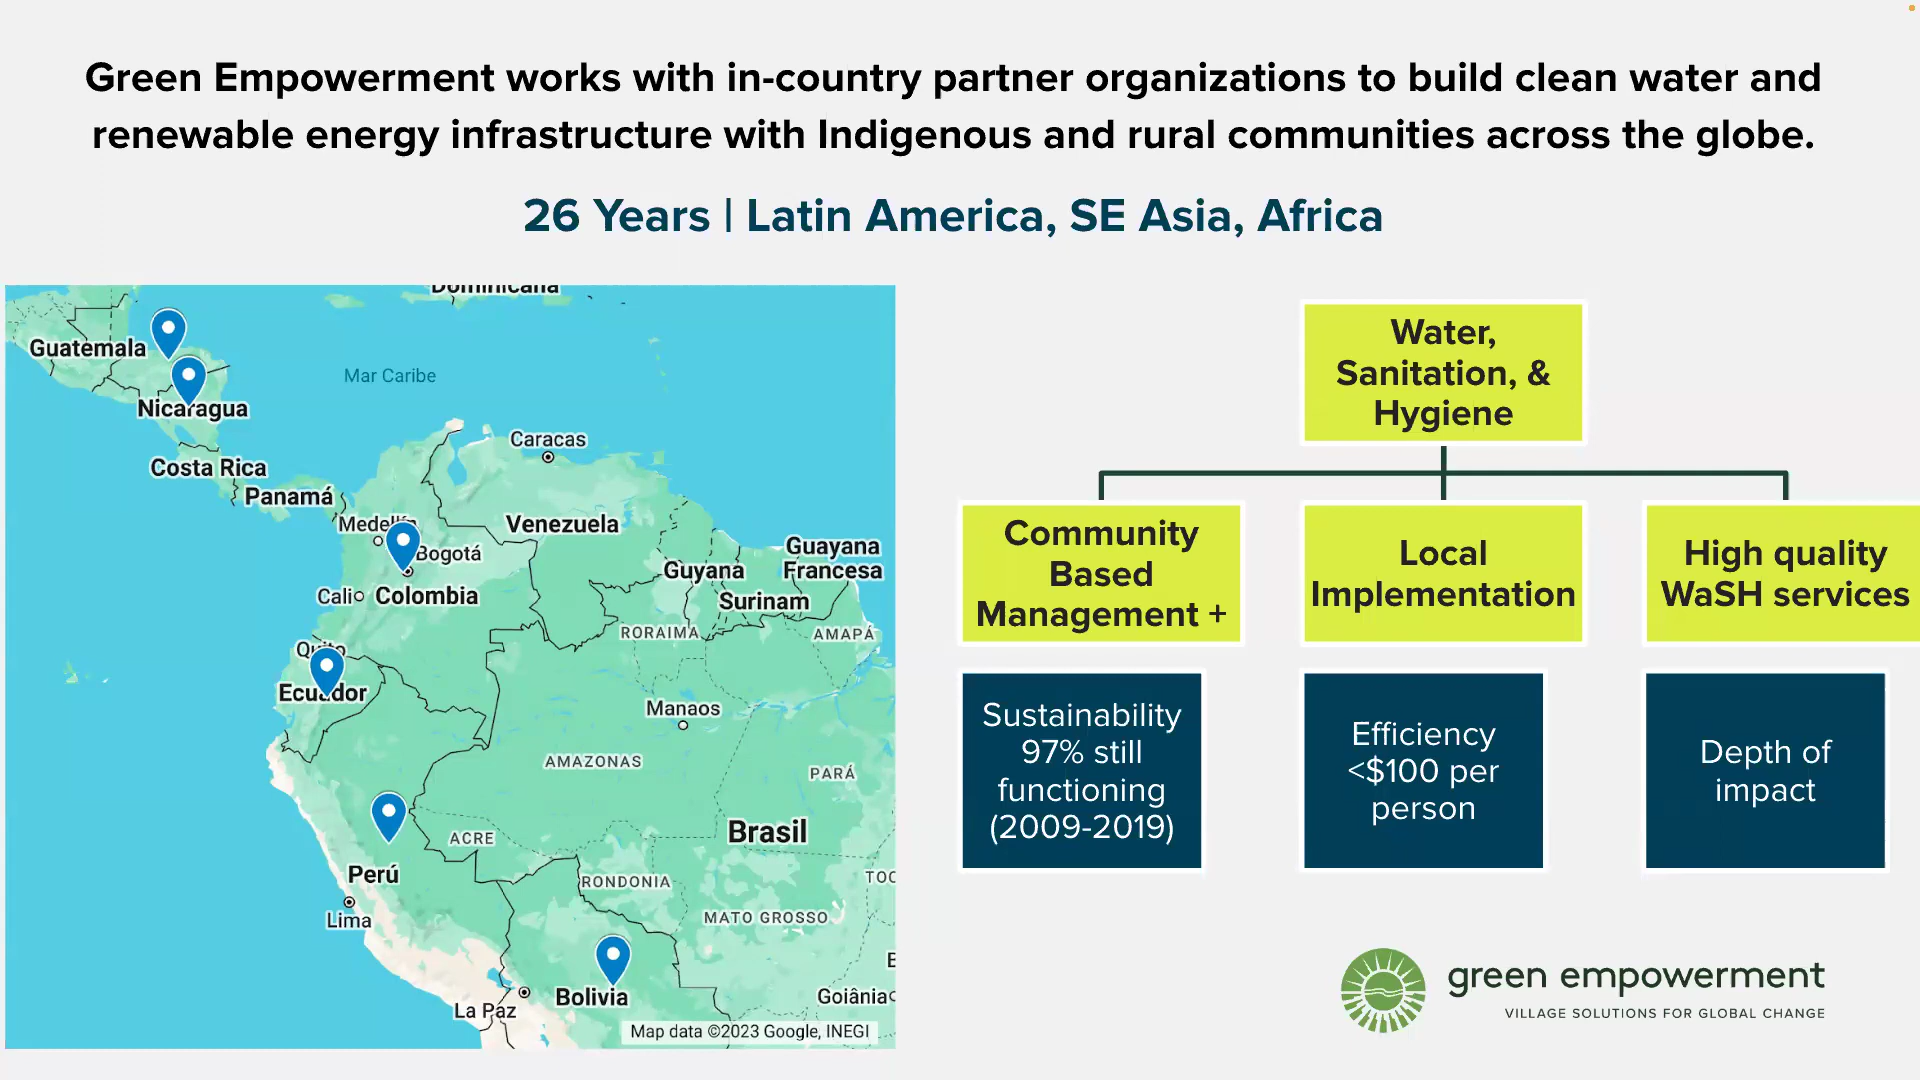 Green Empowerment works with in-country partner organizations to build clean water and
renewable energy infrastructure with Indigenous and rural communities across the globe.
26 Years | Latin America, SE Asia, Africa
Dominicana
Guatemala
Mar Caribe
Nicaragua
Caracas
Costa Rica
Panamá
Medellín
Venezuela
Bogotá
Guayana
Francesa
Guyana
Cali
Colombia
Surinam
RORAIMA
AMAPÁ
Quito
Ecuador
Manaos
AMAZONAS
PARÁ
Brasil
ACRE
Perú
RONDONIA
TOC
Lima
MATO GROSSO
E
Bolivia
Goiânia
La Paz
Map data ©2023 Google, INEGI
Water,
Sanitation, &
Hygiene
Community
Based
Management +
Local
Implementation
High quality
WaSH services
Sustainability
97% still
functioning
(2009-2019)
Efficiency
<$100 per
person
Depth of
impact
green empowerment
VILLAGE SOLUTIONS FOR GLOBAL CHANGE